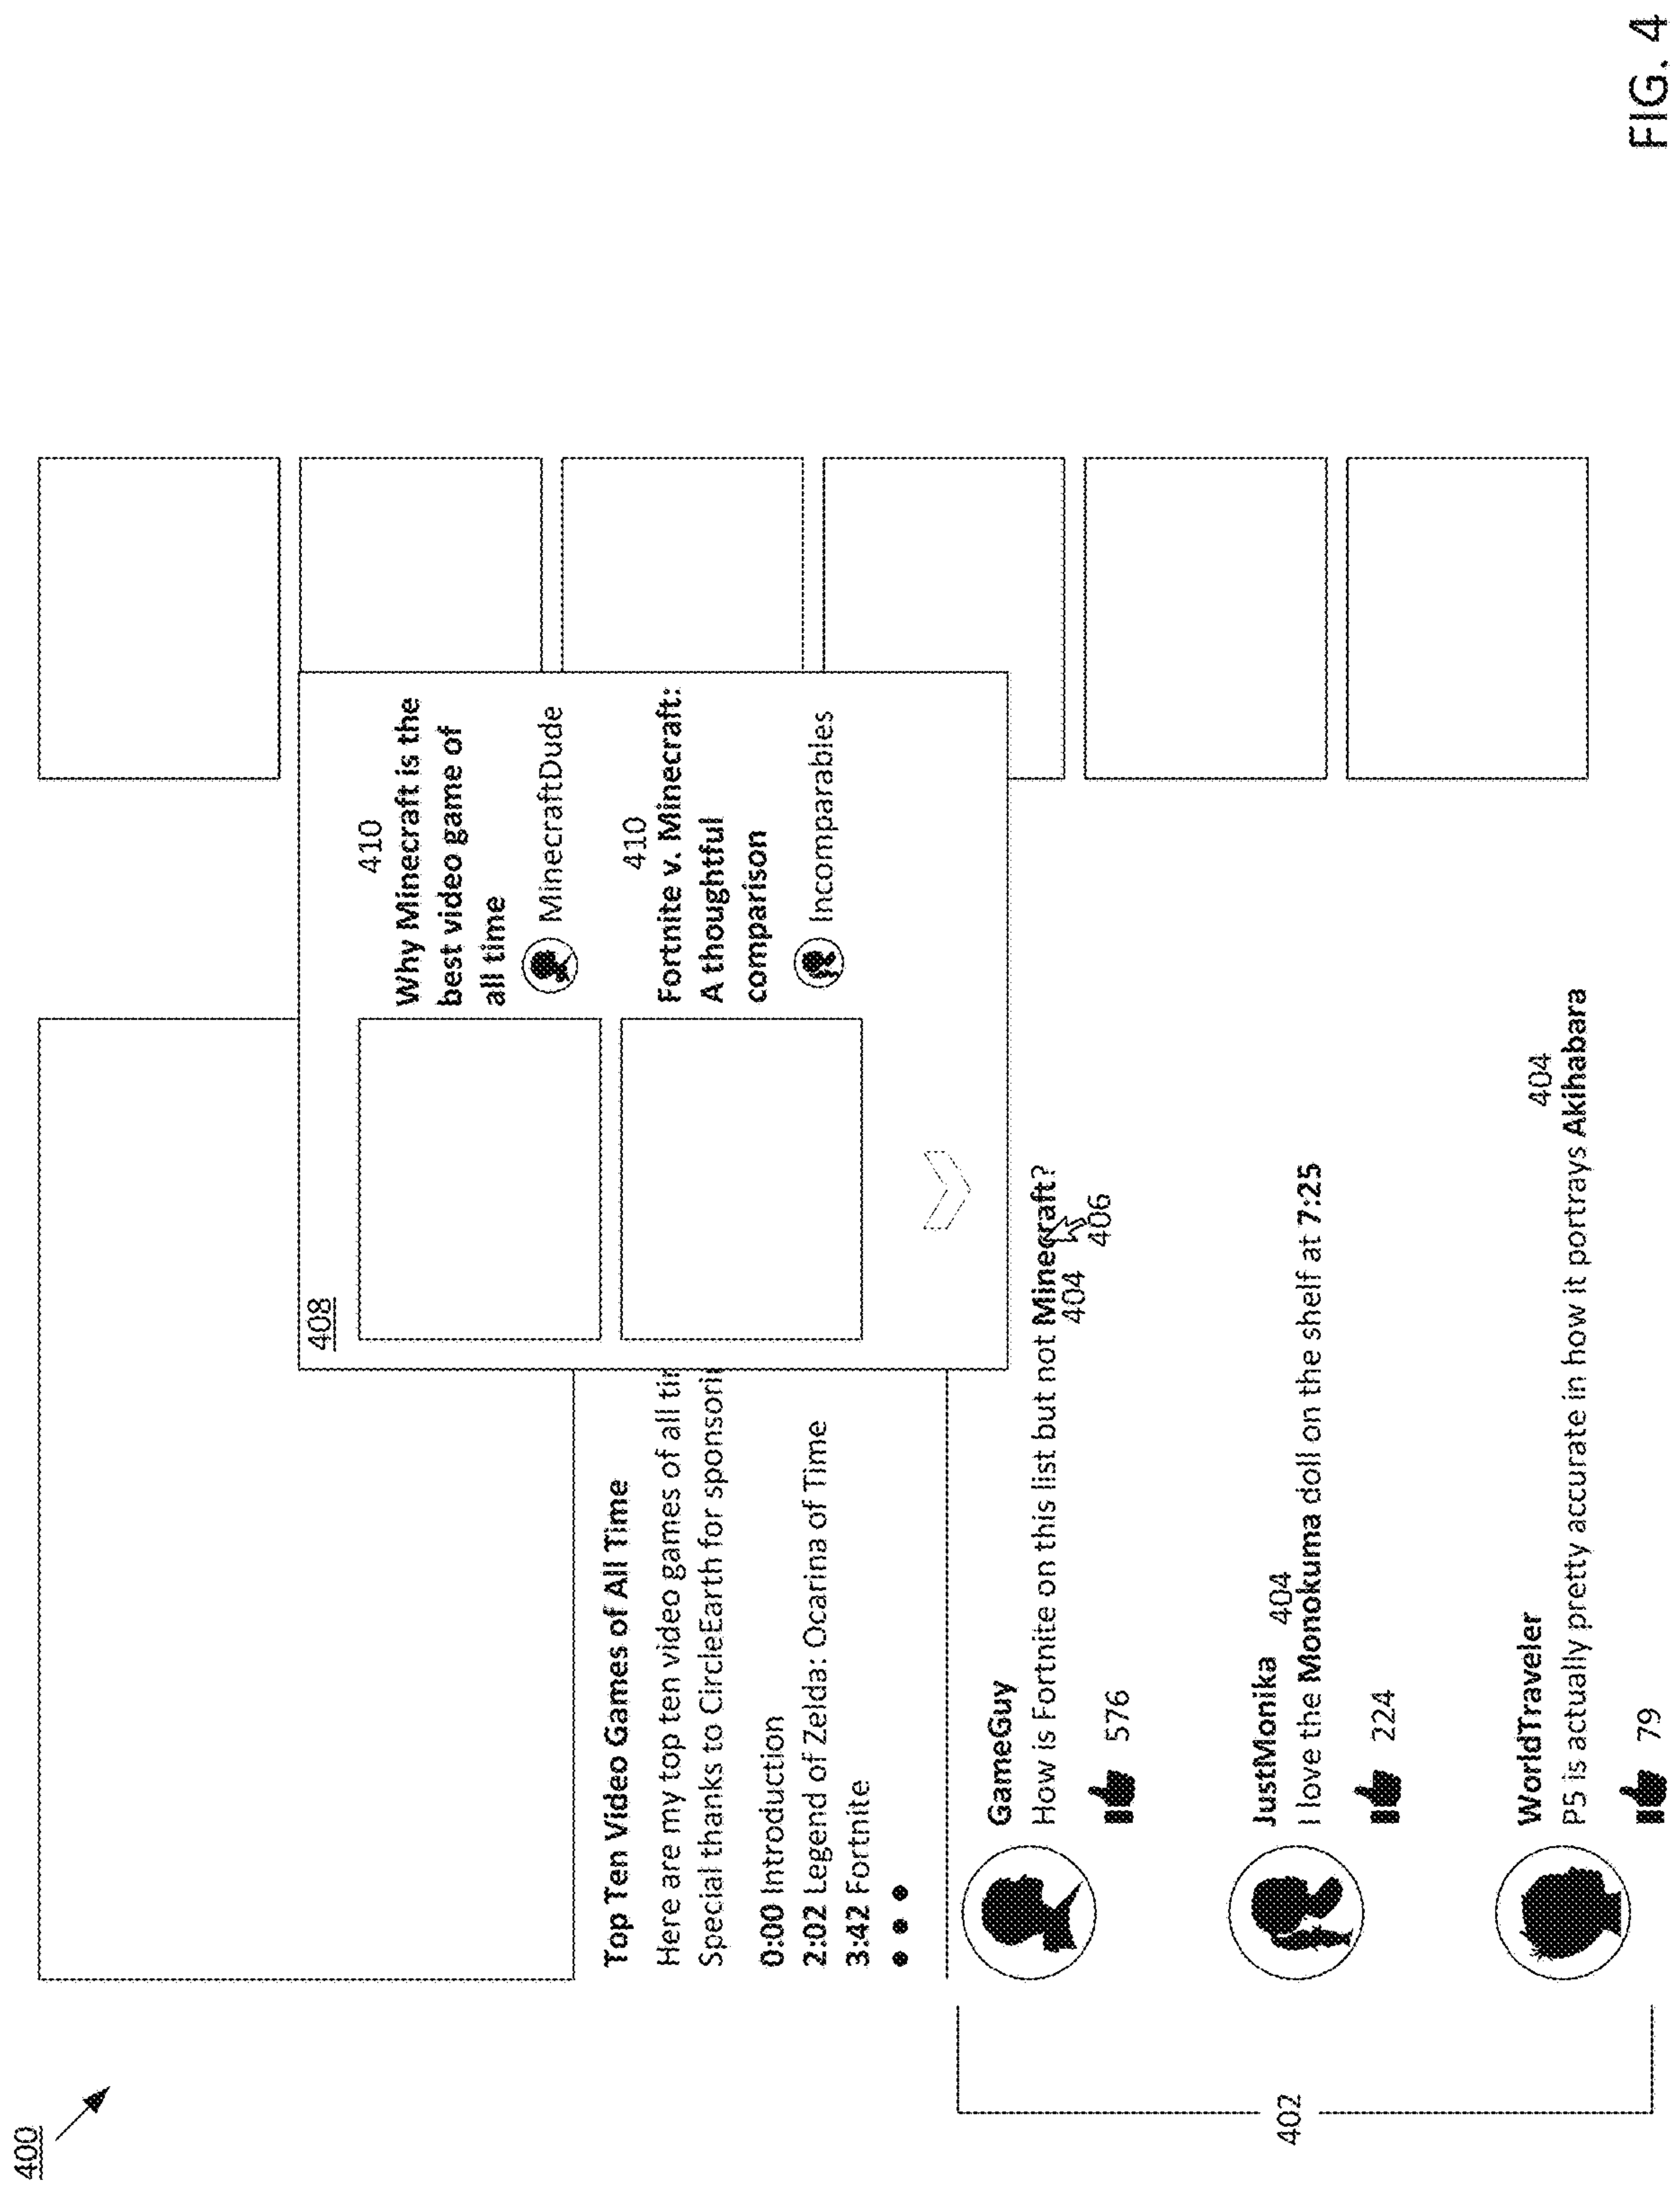 400
408
410
Why Minecraft is the
best video game of
all time
MinecraftDude
410
Fortnite v. Minecraft:
A thoughtful
comparison
Incomparables
Top Ten Video Games of All Time
Here are my top ten video games of all
Special thanks to CircleEarth for
0:00 Introduction
2:02 Legend of Zelda: Ocarina of Time
3:42 Fortnite
402
GameGuy
How is Fortnite on this list but not Minecraft?
404
406
576
JustMonika
404
I love the Monokuma doll on the shelf at 7:25
224
WorldTraveler
404
P5 is actually pretty accurate in how it portrays Akihabara
79
FIG. 4